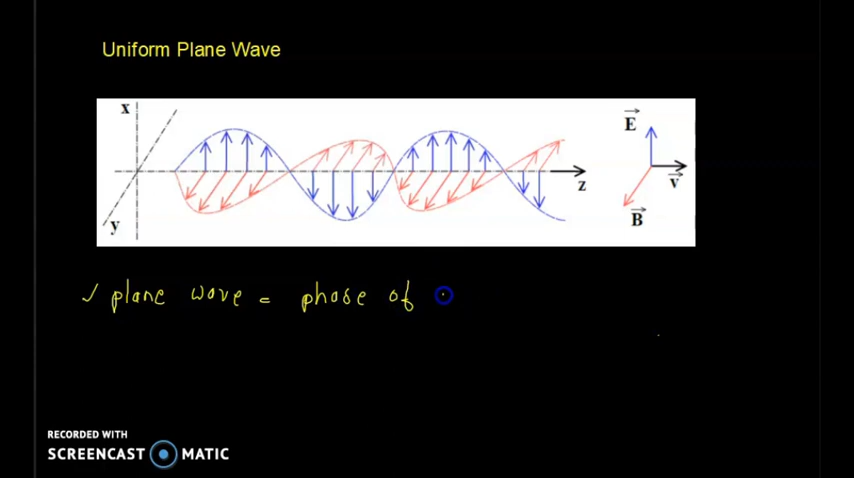 Uniform Plane Wave
x
y
z
E
V
B
✓ plane wave = phase of
RECORDED WITH
SCREENCAST MATIC